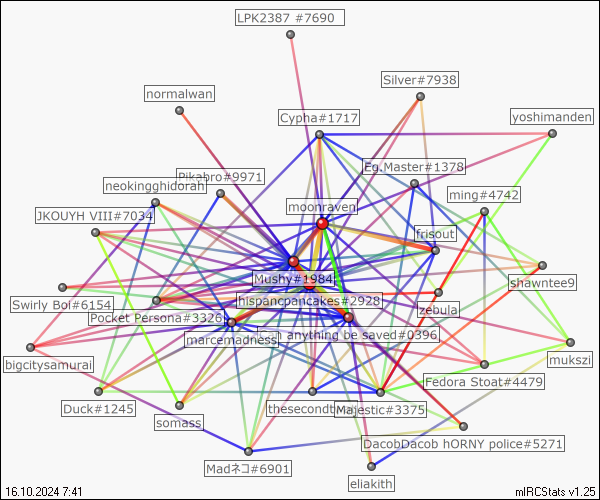 LPK2387 #7690
Silver#7938
normalwan
Cypha#1717
yoshimanden
Eg.Master#1378
Pikabro#9971
neokingghidorah
ming#4742
moonraven
JKOUYH VIII#7034
frisout
Mushy#1984
shawntee9
hispancpancakes#2928
Swirly Boi#6154
zebula
Pocket Persona#3326
marcemadness
Can anything be saved#0396
bigcitysamurai
mukszi
Fedora Stoat#4479
Duck#1245
thesecondtom
Majestic#3375
somass
DacobDacob hORNY police#5271
Madネコ#6901
eliakith
16.10.2024 7:41
mIRCStats v1.25